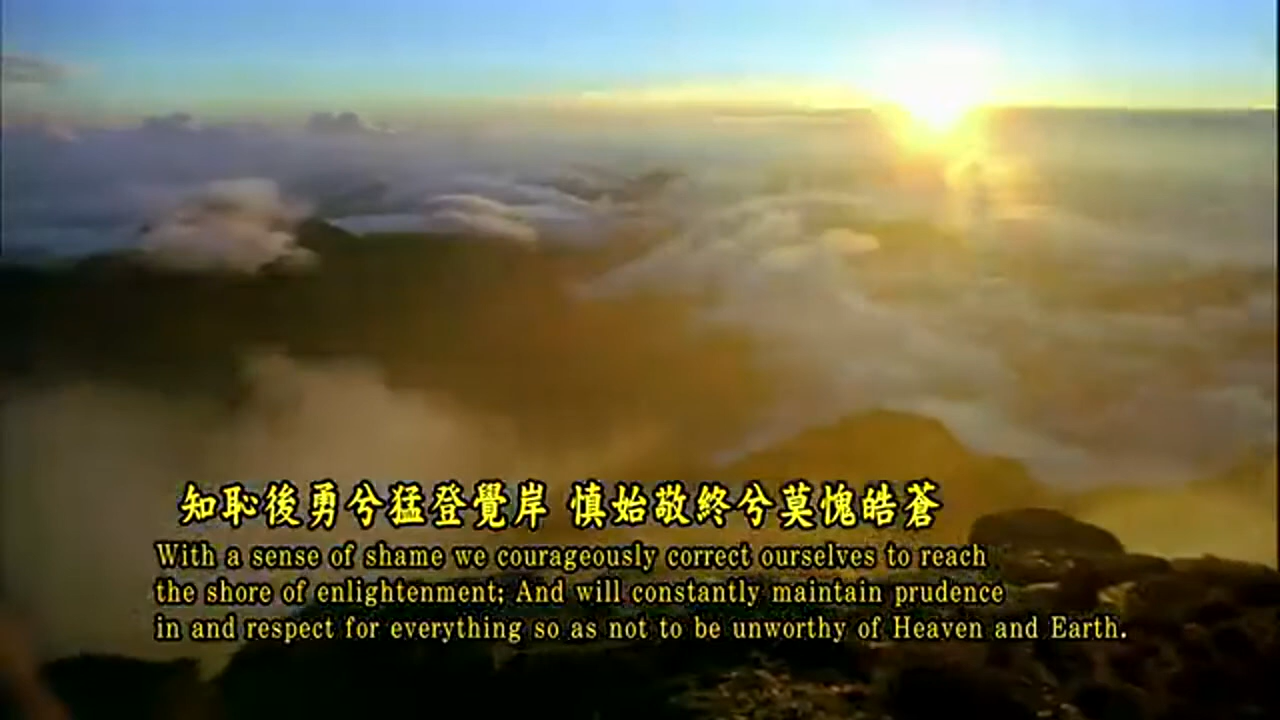 知恥後勇兮猛登覺岸 慎始敬終兮莫愧皓蒼
With a sense of shame we courageously correct ourselves to reach
the shore of enlightenment; And will constantly maintain prudence
in and respect for everything so as not to be unworthy of Heaven and Earth.